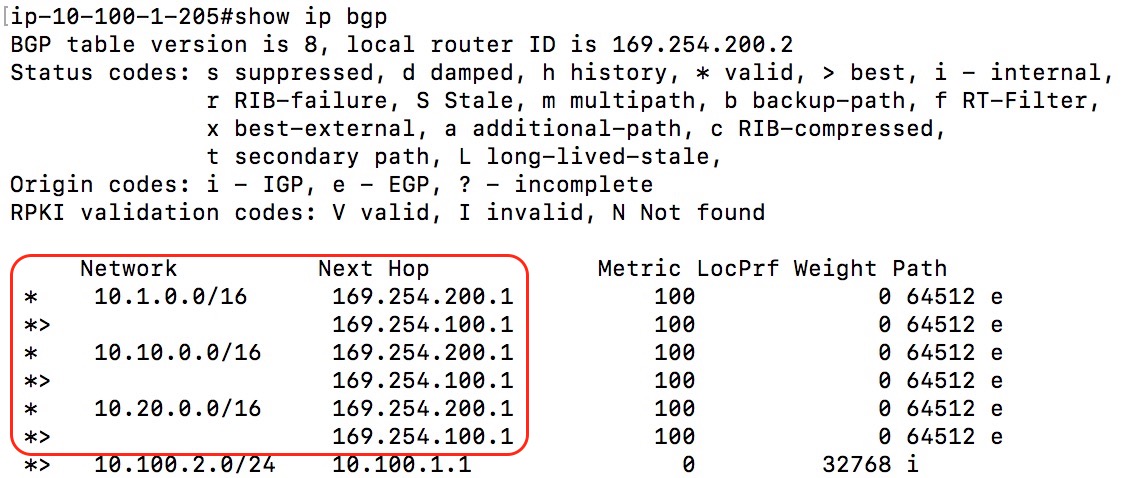 [ip-10-100-1-205#show ip bgp
BGP table version is 8, local router ID is 169.254.200.2
Status codes: s suppressed, d damped, h history, * valid, > best, i - internal,
              r RIB-failure, S Stale, m multipath, b backup-path, f RT-Filter,
              x best-external, a additional-path, c RIB-compressed,
              t secondary path, L long-lived-stale,
Origin codes: i - IGP, e - EGP, ? - incomplete
RPKI validation codes: V valid, I invalid, N Not found
     Network          Next Hop            Metric LocPrf Weight Path
 *    10.1.0.0/16      169.254.200.1          100             0 64512 e
 *>                    169.254.100.1          100             0 64512 e
 *    10.10.0.0/16     169.254.200.1          100             0 64512 e
 *>                    169.254.100.1          100             0 64512 e
 *    10.20.0.0/16     169.254.200.1          100             0 64512 e
 *>                    169.254.100.1          100             0 64512 e
 *>   10.100.2.0/24    10.100.1.1               0         32768 i